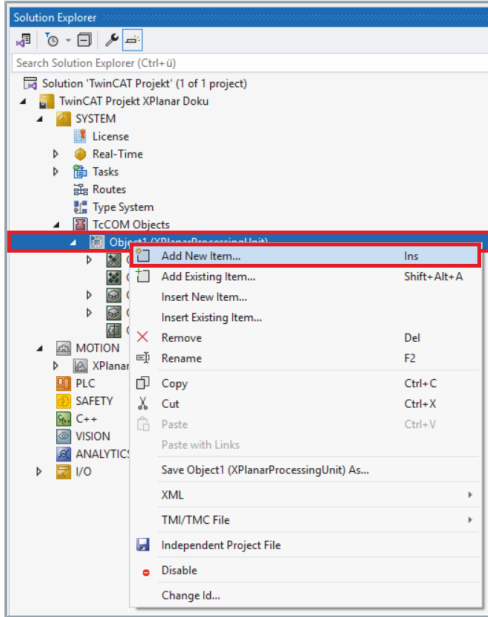 Solution Explorer
Search Solution Explorer (Ctrl+ü)
Solution 'TwinCAT Projekt' (1 of 1 project)
TwinCAT Projekt XPlanar Doku
SYSTEM
License
Real-Time
Tasks
Routes
Type System
TcCOM Objects
Object1 (XPlanarProcessingUnit)
Add New Item... Ins
Add Existing Item... Shift+Alt+A
Insert New Item...
Insert Existing Item...
Remove Del
MOTION
Rename F2
XPlanar
PLC
Copy Ctrl+C
SAFETY
Cut Ctrl+X
C++
Paste Ctrl+V
VISION
Paste with Links
ANALYTICS
I/O
Save Object1 (XPlanarProcessingUnit) As...
XML
TMI/TMC File
Independent Project File
Disable
Change Id...